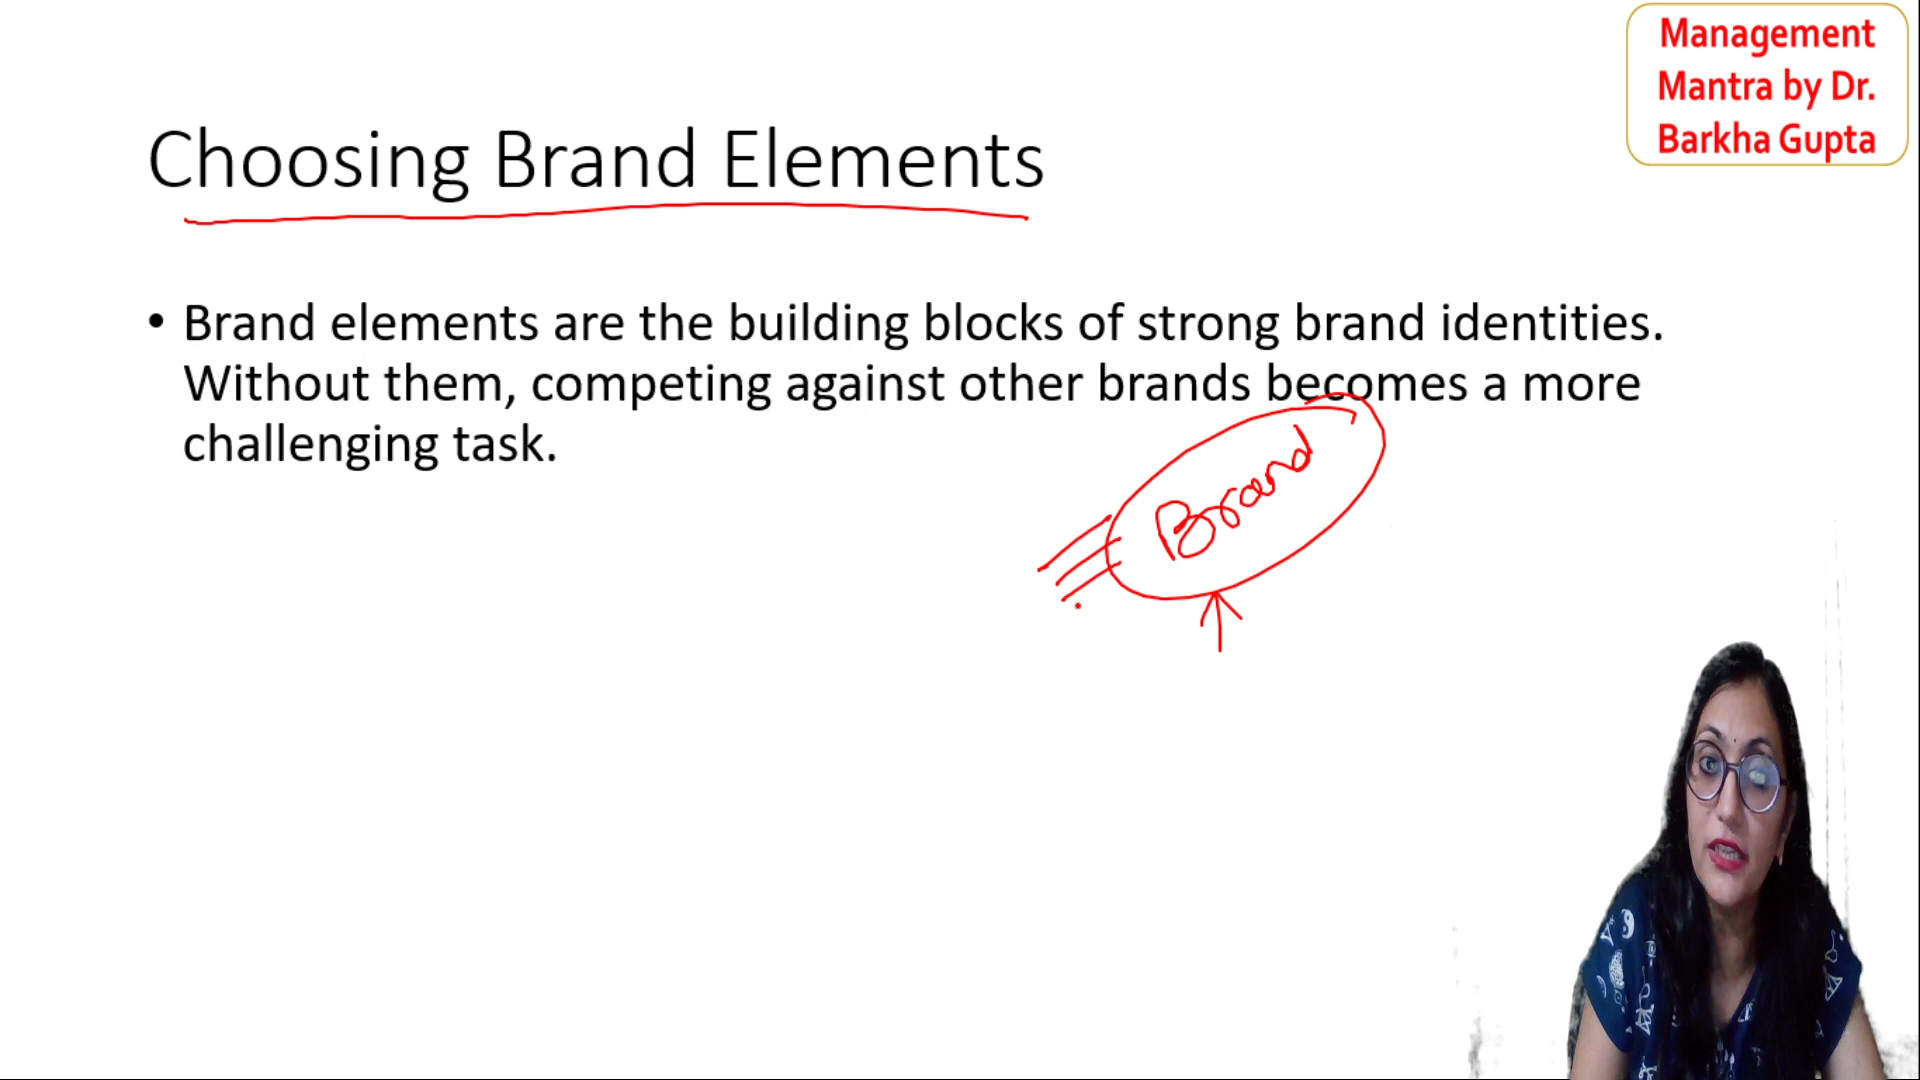 Management
Mantra by Dr.
Barkha Gupta
Choosing Brand Elements
• Brand elements are the building blocks of strong brand identities.
Without them, competing against other brands becomes a more
challenging task.
Brand